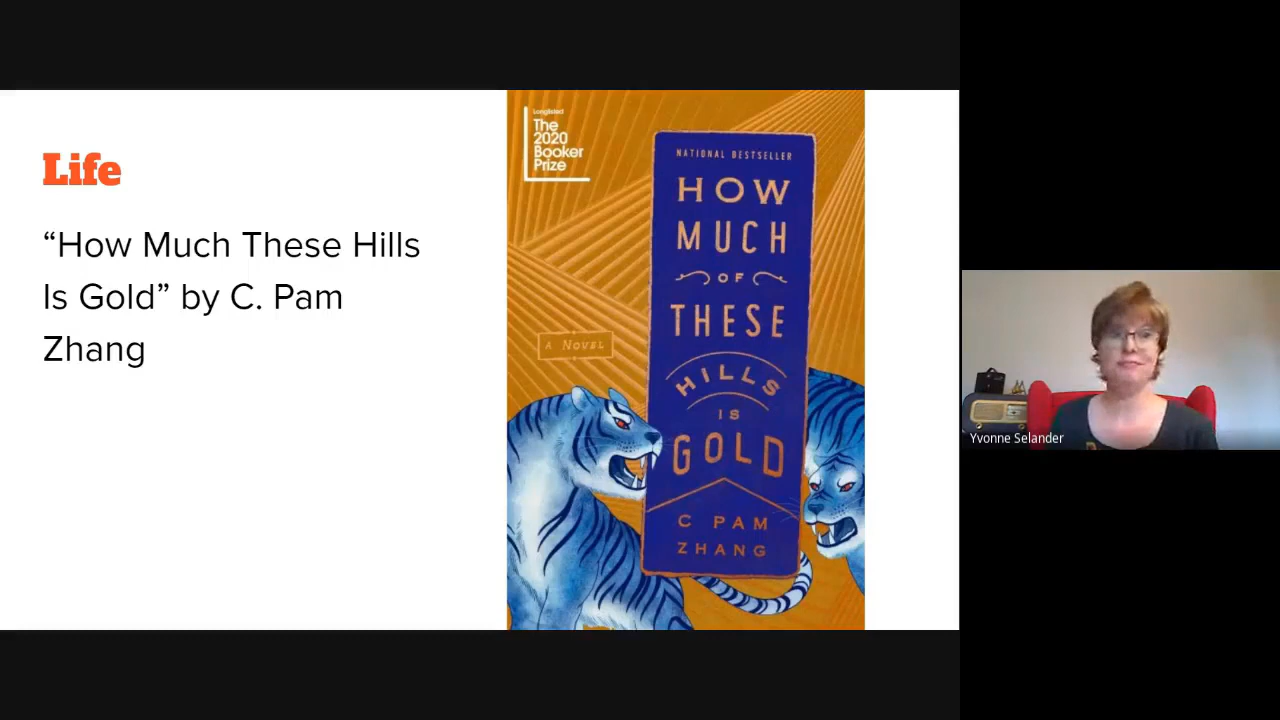 Life
“How Much These Hills
Is Gold” by C. Pam
Zhang
Longlisted
The
2020
Booker
Prize
NATIONAL BESTSELLER
HOW
MUCH
OF
THESE
HILLS
IS
GOLD
A NOVEL
C PAM
ZHANG
Yvonne Selander